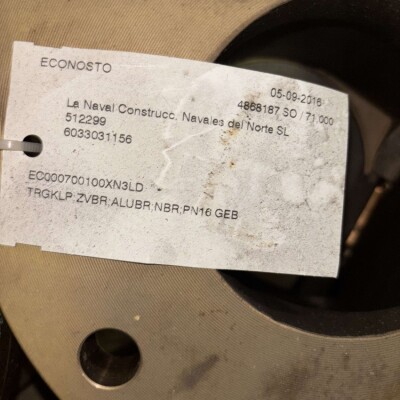 ECONOSTO
05-09-2016
4868187 SO / 71.000
La Naval Construcc. Navales del Norte SL
512299
6033031156
EC000700100XN3LD
TRGKLP;ZVBR;ALUBR;NBR;PN16 GEB